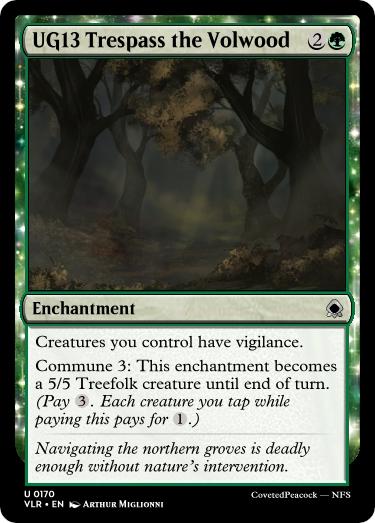 UG13 Trespass the Volwood 2
Enchantment
Creatures you control have vigilance.
Commune 3: This enchantment becomes
a 5/5 Treefolk creature until end of turn.
(Pay 3. Each creature you tap while
paying this pays for 1.)
Navigating the northern groves is deadly
enough without nature's intervention.
U 0170
VLR • EN Arthur Miglionni
CovetedPeacock — NFS